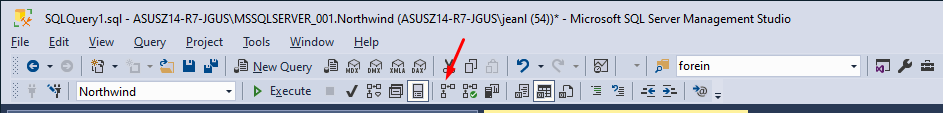 SQLQuery1.sql - ASUSZ14-R7-JGUS\MSSQLSERVER_001.Northwind (ASUSZ14-R7-JGUS\jeanl (54))* - Microsoft SQL Server Management Studio
File Edit View Query Project Tools Window Help
New Query MDX DMX XMLA DAX forein
Northwind Execute